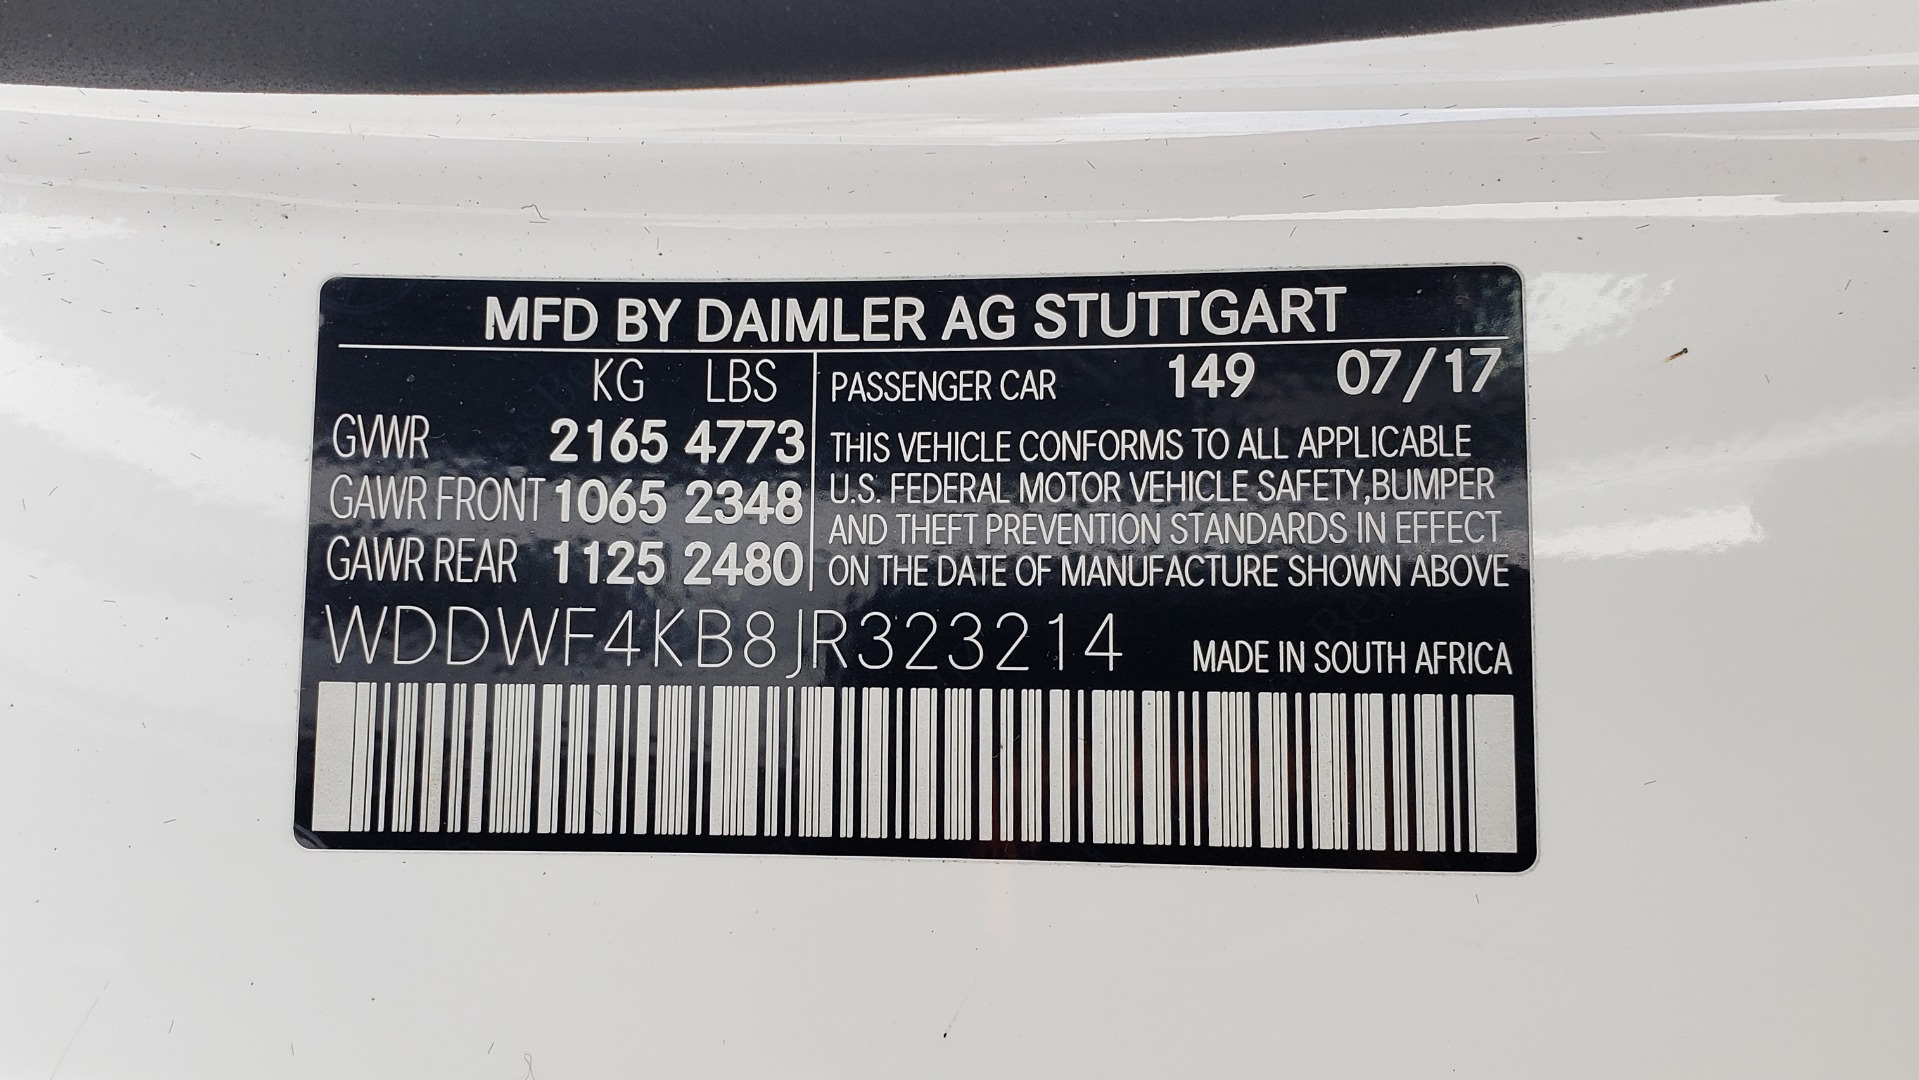 MFD BY DAIMLER AG STUTTGART
KG LBS
GVWR 2165 4773
GAWR FRONT 1065 2348
GAWR REAR 1125 2480
PASSENGER CAR 149 07/17
THIS VEHICLE CONFORMS TO ALL APPLICABLE
U.S. FEDERAL MOTOR VEHICLE SAFETY, BUMPER
AND THEFT PREVENTION STANDARDS IN EFFECT
ON THE DATE OF MANUFACTURE SHOWN ABOVE
WDDWF4KB8JR323214
MADE IN SOUTH AFRICA